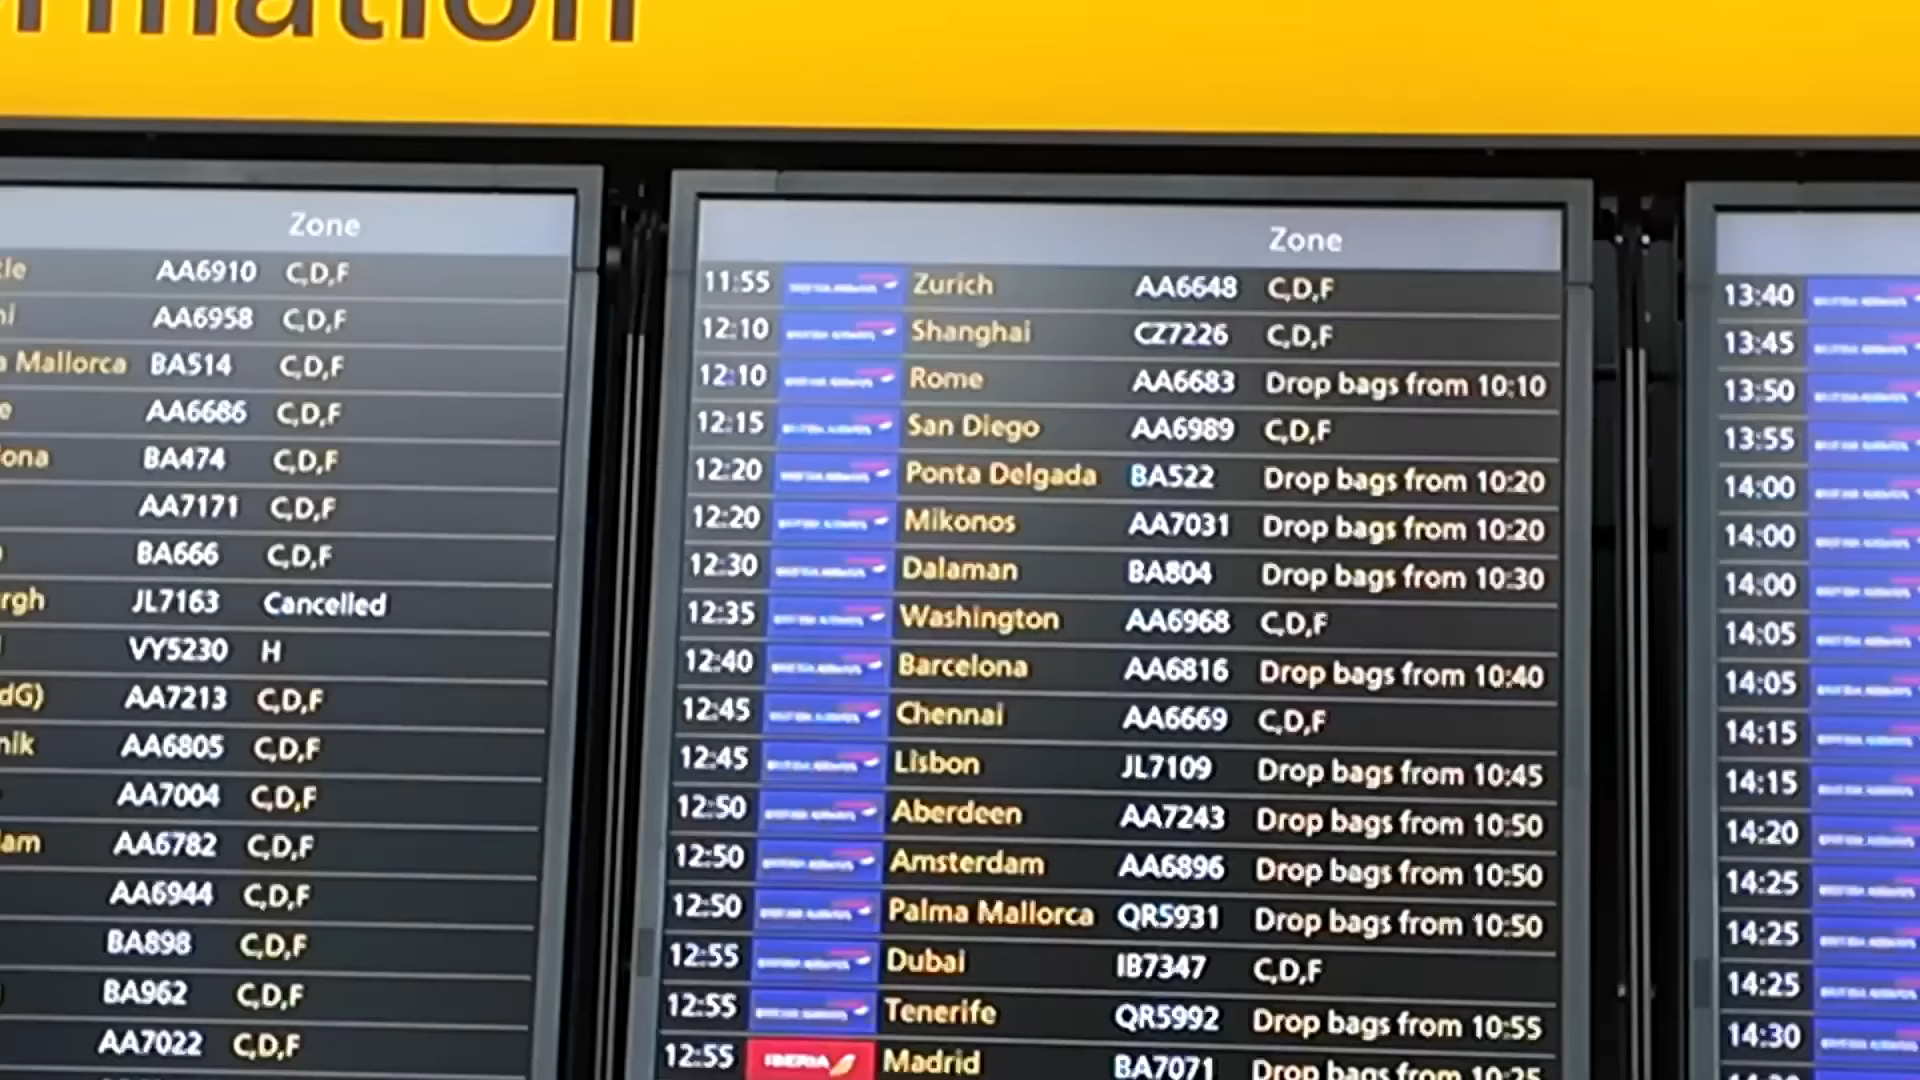 rmation
Zone
AA6910 C,D,F
AA6958 C,D,F
Mallorca BA514 C,D,F
AA6686 C,D,F
BA474 C,D,F
AA7171 C,D,F
BA666 C,D,F
JL7163 Cancelled
VY5230 H
AA7213 C,D,F
AA6805 C,D,F
AA7004 C,D,F
AA6782 C,D,F
AA6944 C,D,F
BA898 C,D,F
BA962 C,D,F
AA7022 C,D,F
Zone
11:55 Zurich AA6648 C,D,F
12:10 Shanghai CZ7226 C,D,F
12:10 Rome AA6683 Drop bags from 10:10
12:15 San Diego AA6989 C,D,F
12:20 Ponta Delgada BA522 Drop bags from 10:20
12:20 Mikonos AA7031 Drop bags from 10:20
12:30 Dalaman BA804 Drop bags from 10:30
12:35 Washington AA6968 C,D,F
12:40 Barcelona AA6816 Drop bags from 10:40
12:45 Chennai AA6669 C,D,F
12:45 Lisbon JL7109 Drop bags from 10:45
12:50 Aberdeen AA7243 Drop bags from 10:50
12:50 Amsterdam AA6896 Drop bags from 10:50
12:50 Palma Mallorca QR5931 Drop bags from 10:50
12:55 Dubai IB7347 C,D,F
12:55 Tenerife QR5992 Drop bags from 10:55
12:55 IBERIA Madrid BA7071 Drop bags from 10:25
13:40
13:45
13:50
13:55
14:00
14:00
14:00
14:05
14:05
14:15
14:15
14:20
14:25
14:25
14:25
14:30